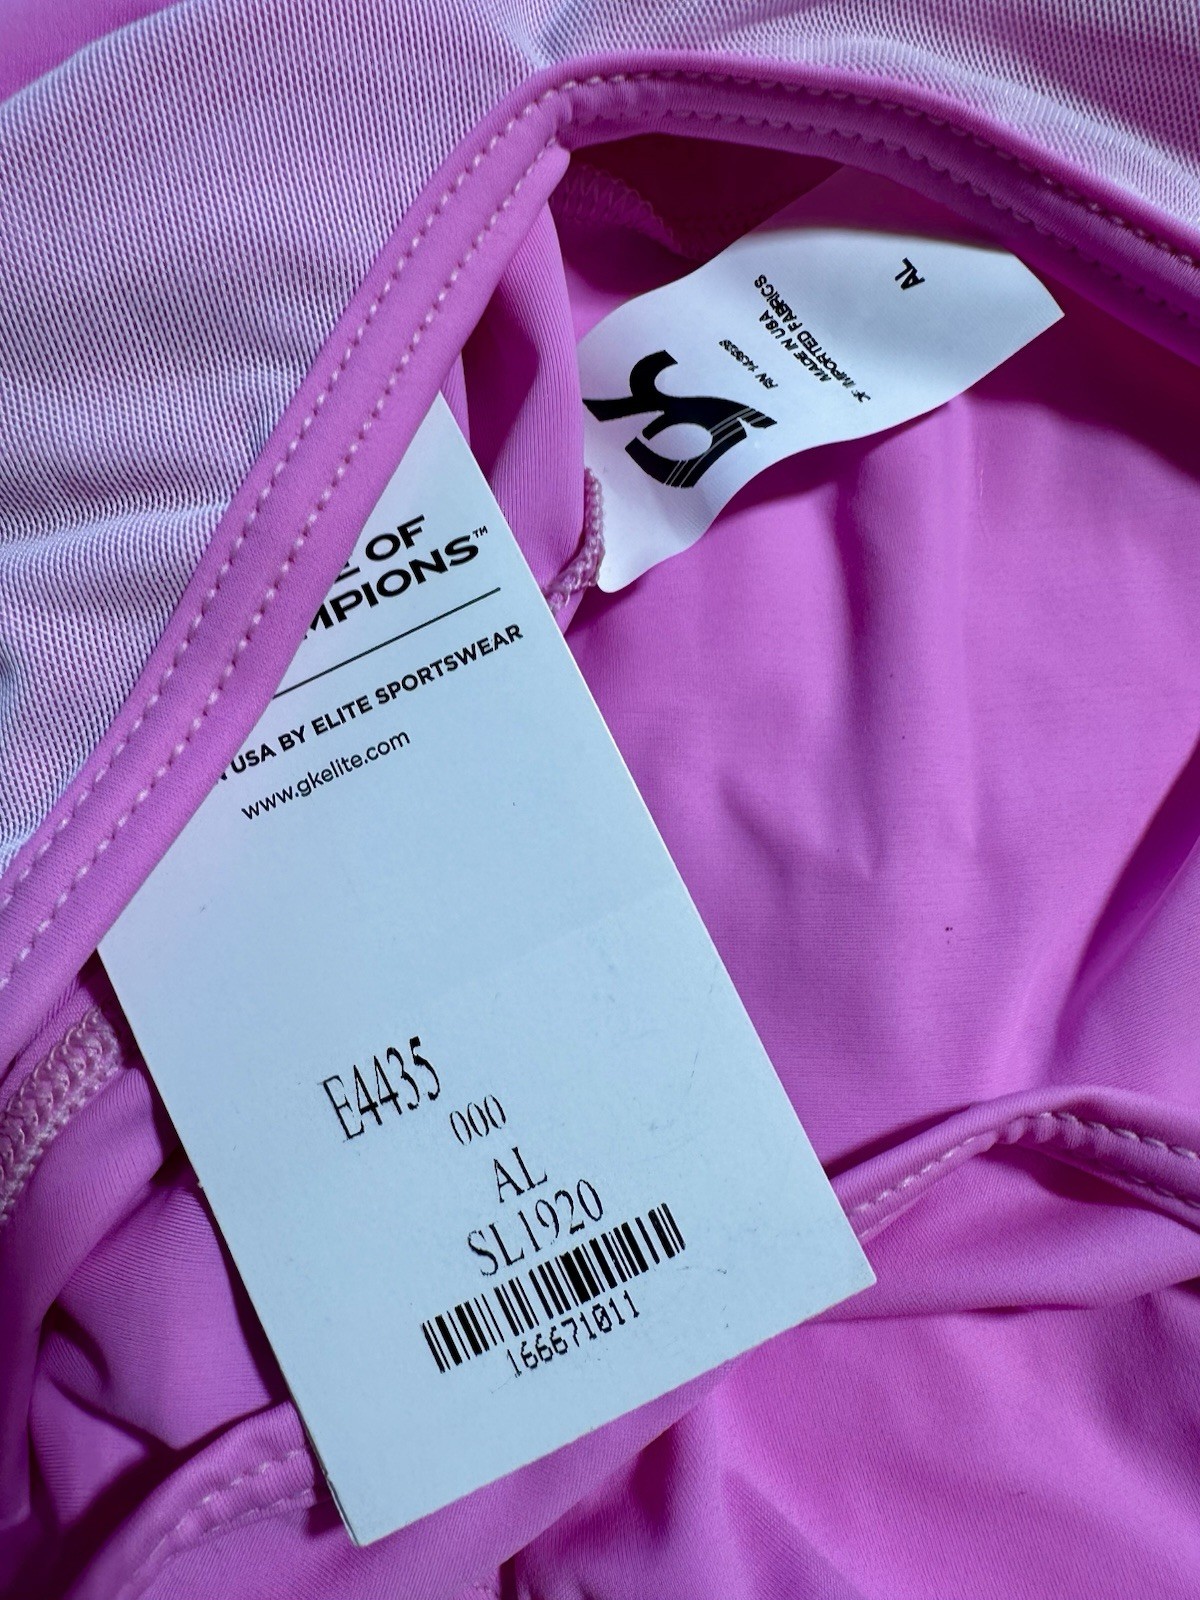 OF
MPIONS™
USA BY ELITE SPORTSWEAR
www.gkelite.com
E4435
000
AL
SL1920
166671011
AL
OF IMPORTED FABRICS
MADE IN USA
RN
GK